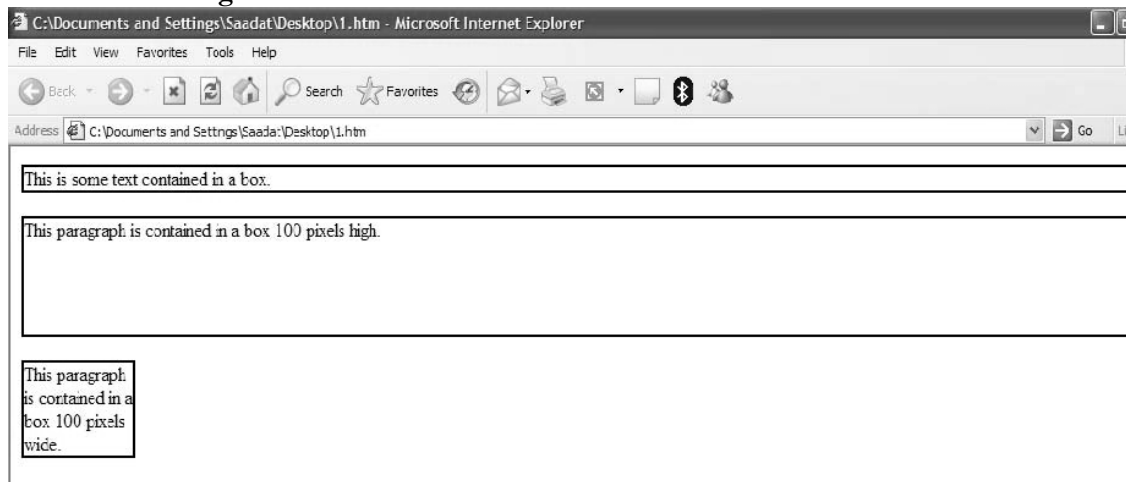 C:\Documents and Settings\Saadat\Desktop\1.htm - Microsoft Internet Explorer
File Edit View Favorites Tools Help
Back Search Favorites
Address C:\Documents and Settings\Saadat\Desktop\1.htm Go
This is some text contained in a box.
This paragraph is contained in a box 100 pixels high.
This paragraph
is contained in a
box 100 pixels
wide.